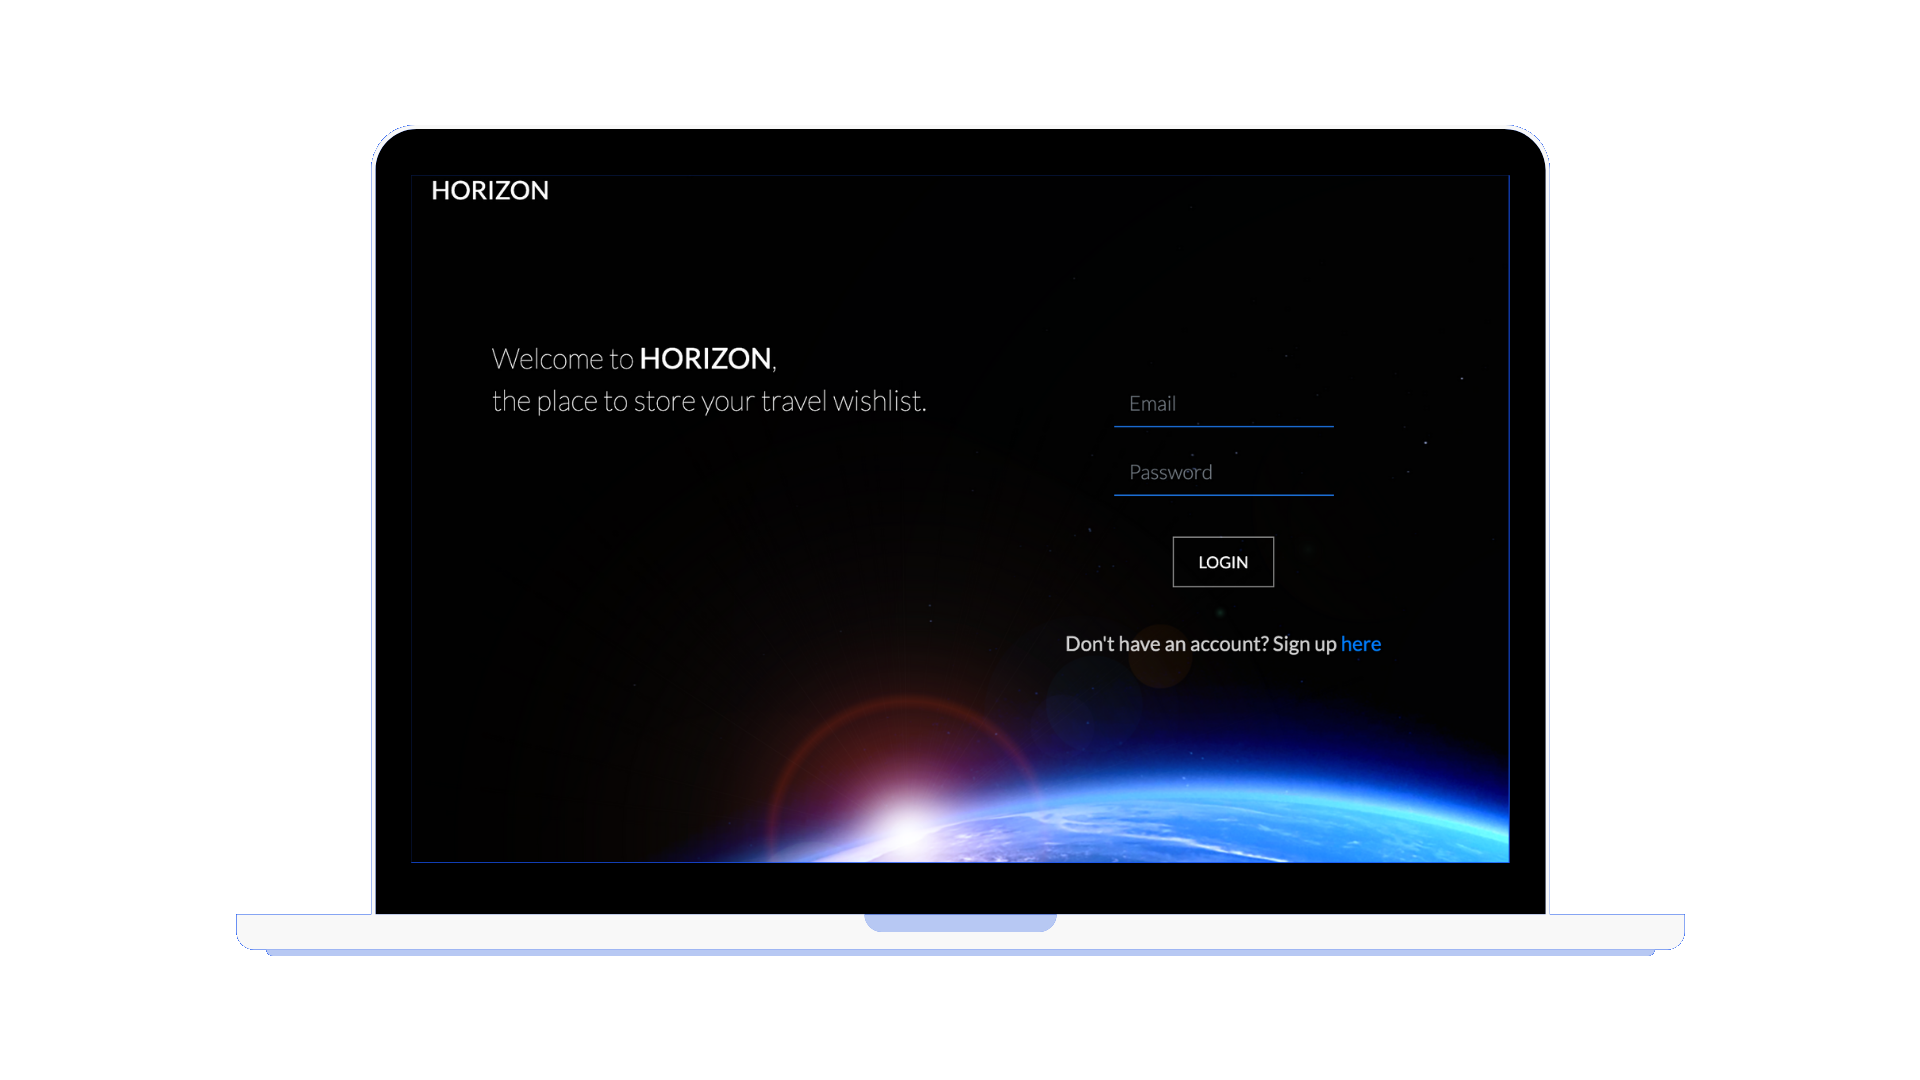 HORIZON
Welcome to HORIZON,
the place to store your travel wishlist.
Email
Password
LOGIN
Don't have an account? Sign up here